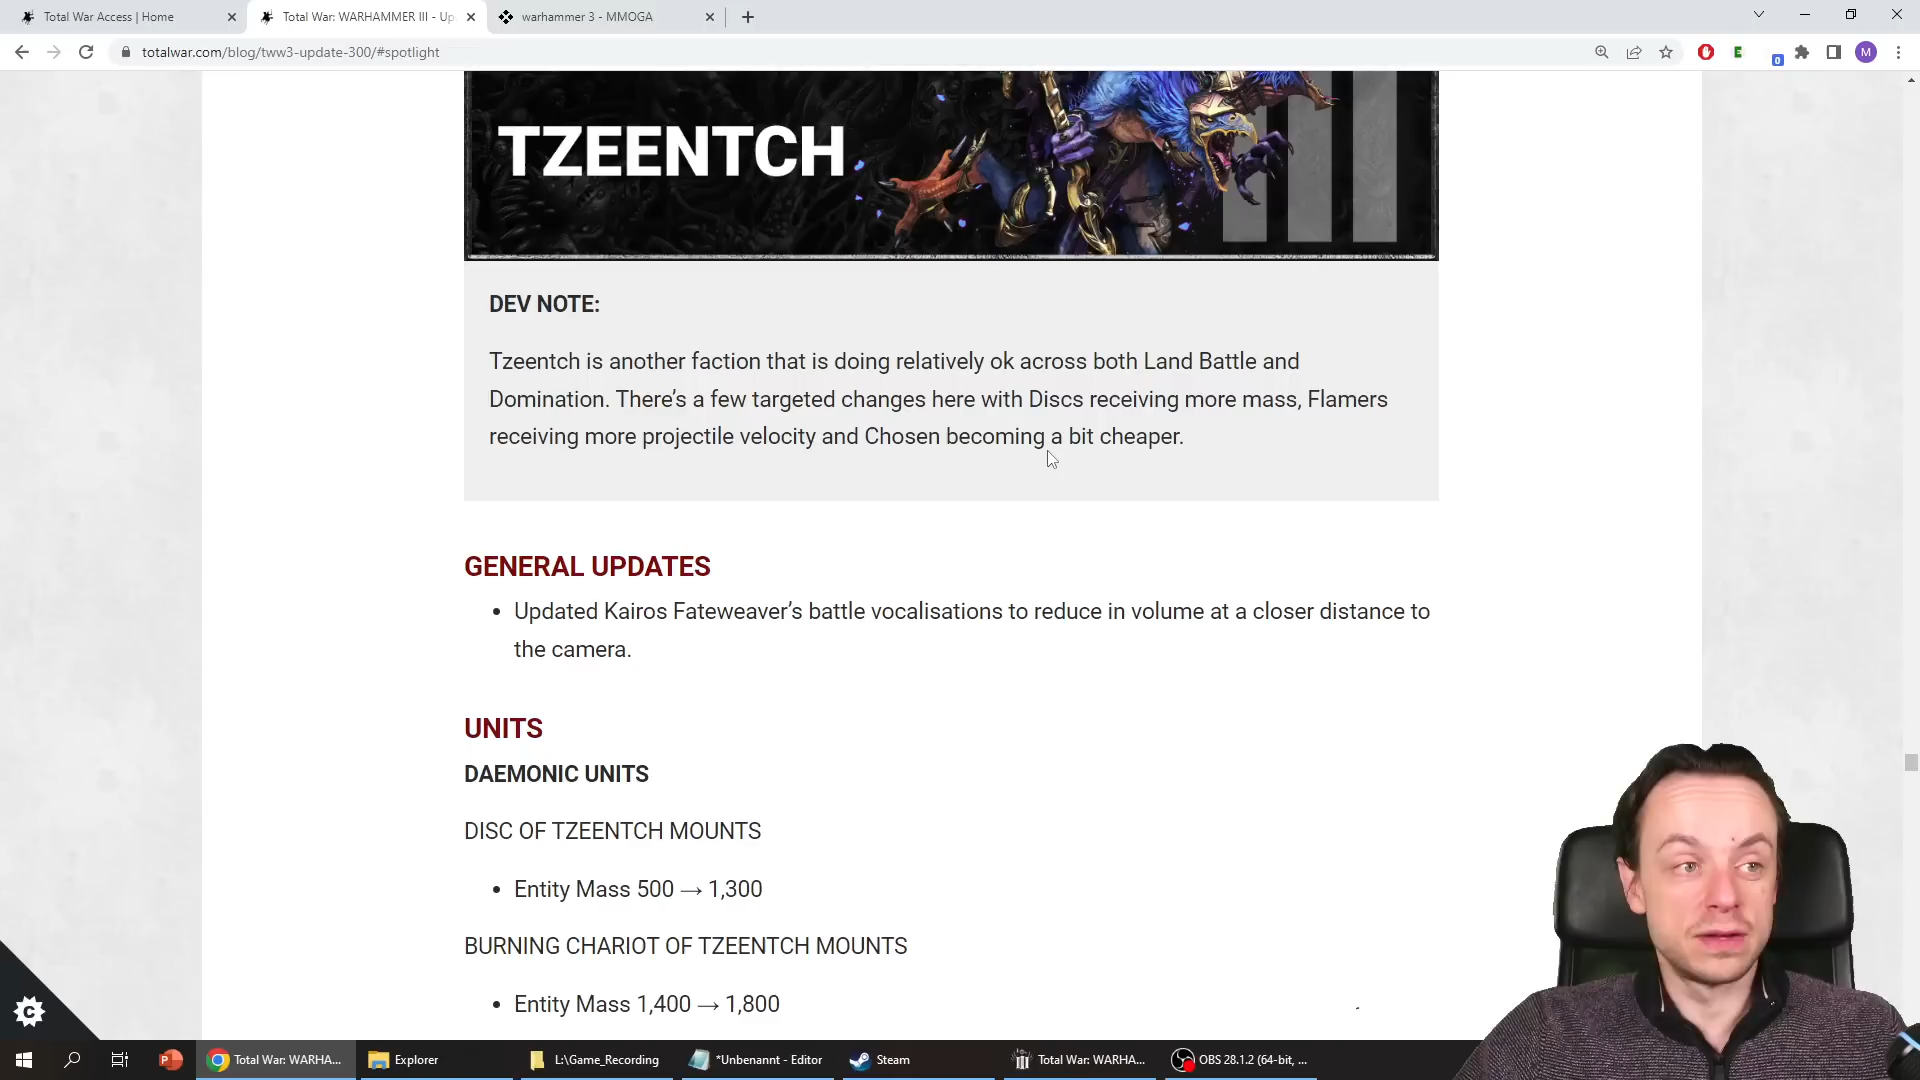 Total War Access | Home
Total War: WARHAMMER III - Up
warhammer 3 - MMOGA
totalwar.com/blog/tww3-update-300/#spotlight
E
0
M
TZEENTCH
DEV NOTE:
Tzeentch is another faction that is doing relatively ok across both Land Battle and
Domination. There’s a few targeted changes here with Discs receiving more mass, Flamers
receiving more projectile velocity and Chosen becoming a bit cheaper.
GENERAL UPDATES
• Updated Kairos Fateweaver’s battle vocalisations to reduce in volume at a closer distance to
the camera.
UNITS
DAEMONIC UNITS
DISC OF TZEENTCH MOUNTS
• Entity Mass 500 → 1,300
BURNING CHARIOT OF TZEENTCH MOUNTS
• Entity Mass 1,400 → 1,800
C
P
Total War: WARHA...
Explorer
L:\Game_Recording
*Unbenannt - Editor
Steam
Total War: WARHA...
OBS 28.1.2 (64-bit, ...